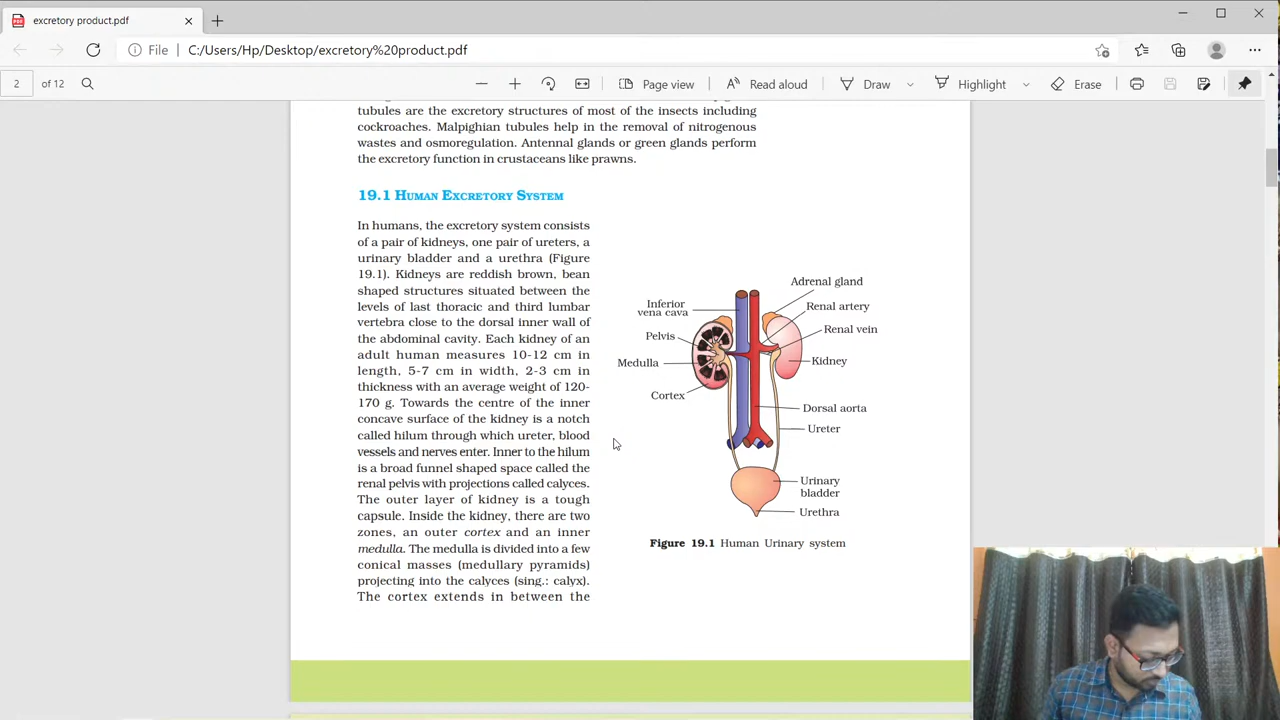 excretory product.pdf
File
C:/Users/Hp/Desktop/excretory%20product.pdf
2 of 12
Page view
Read aloud
Draw
Highlight
Erase
tubules are the excretory structures of most of the insects including
cockroaches. Malpighian tubules help in the removal of nitrogenous
wastes and osmoregulation. Antennal glands or green glands perform
the excretory function in crustaceans like prawns.
19.1 HUMAN EXCRETORY SYSTEM
In humans, the excretory system consists
of a pair of kidneys, one pair of ureters, a
urinary bladder and a urethra (Figure
19.1). Kidneys are reddish brown, bean
shaped structures situated between the
levels of last thoracic and third lumbar
vertebra close to the dorsal inner wall of
the abdominal cavity. Each kidney of an
adult human measures 10-12 cm in
length, 5-7 cm in width, 2-3 cm in
thickness with an average weight of 120-
170 g. Towards the centre of the inner
concave surface of the kidney is a notch
called hilum through which ureter, blood
vessels and nerves enter. Inner to the hilum
is a broad funnel shaped space called the
renal pelvis with projections called calyces.
The outer layer of kidney is a tough
capsule. Inside the kidney, there are two
zones, an outer cortex and an inner
medulla. The medulla is divided into a few
conical masses (medullary pyramids)
projecting into the calyces (sing.: calyx).
The cortex extends in between the
Adrenal gland
Inferior
vena cava
Renal artery
Renal vein
Pelvis
Medulla
Kidney
Cortex
Dorsal aorta
Ureter
Urinary
bladder
Urethra
Figure 19.1 Human Urinary system